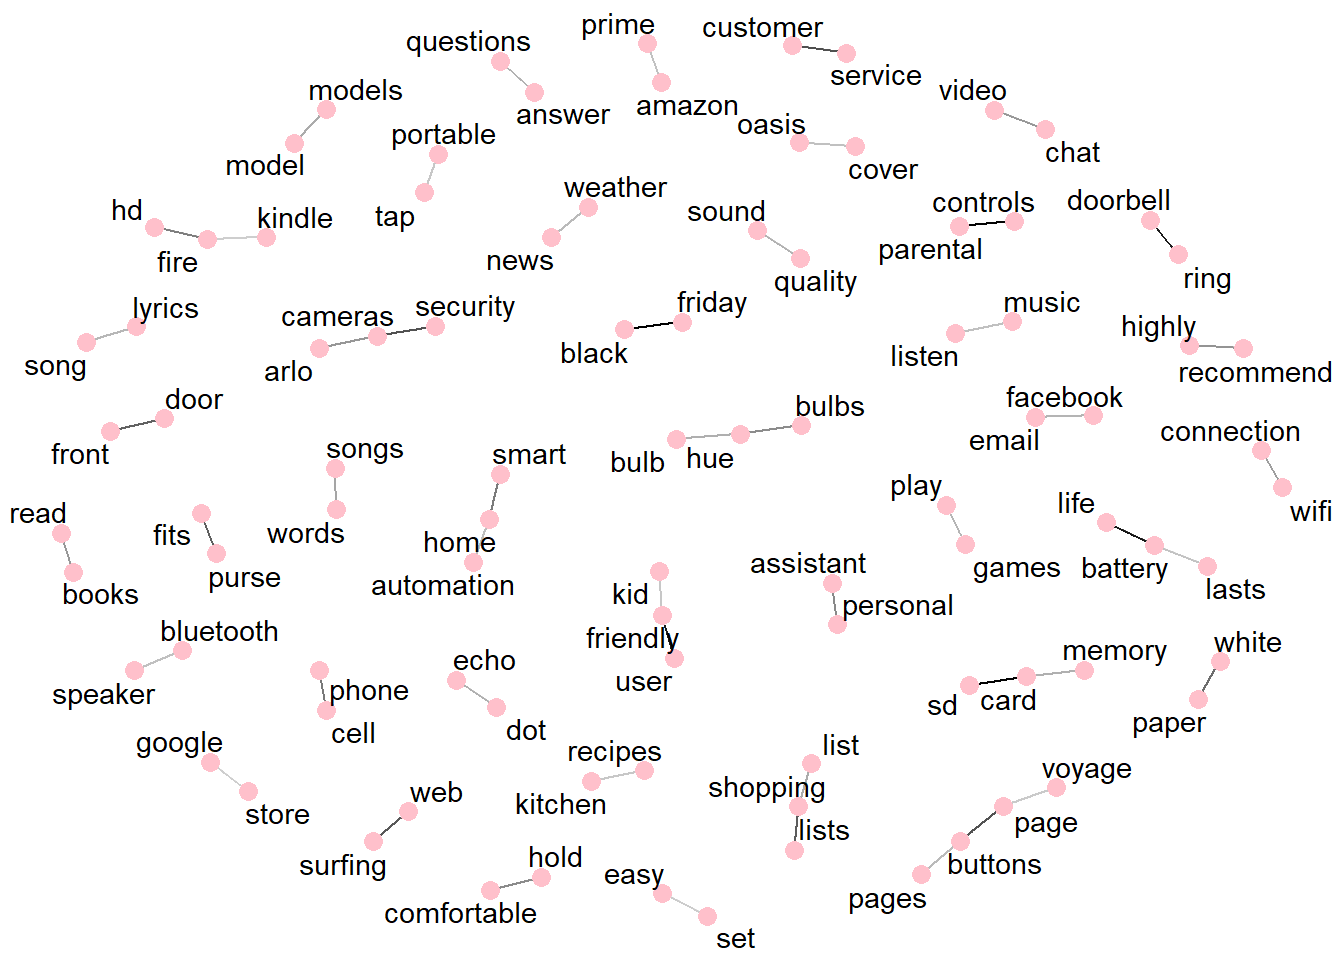 prime
customer
questions
service
video
models
amazon
answer
oasis
portable
chat
model
cover
weather
controls
doorbell
hd
kindle
tap
sound
parental
fire
news
quality
ring
lyrics
cameras
security
friday
music
highly
song
arlo
black
listen
recommend
door
bulbs
facebook
front
songs
smart
bulb
hue
email
connection
read
fits
words
home
play
life
wifi
books
purse
automation
kid
assistant
games
battery
lasts
personal
bluetooth
friendly
speaker
phone
echo
user
memory
white
sd
card
google
cell
dot
recipes
list
paper
store
web
kitchen
shopping
voyage
page
surfing
lists
buttons
hold
easy
comfortable
pages
set